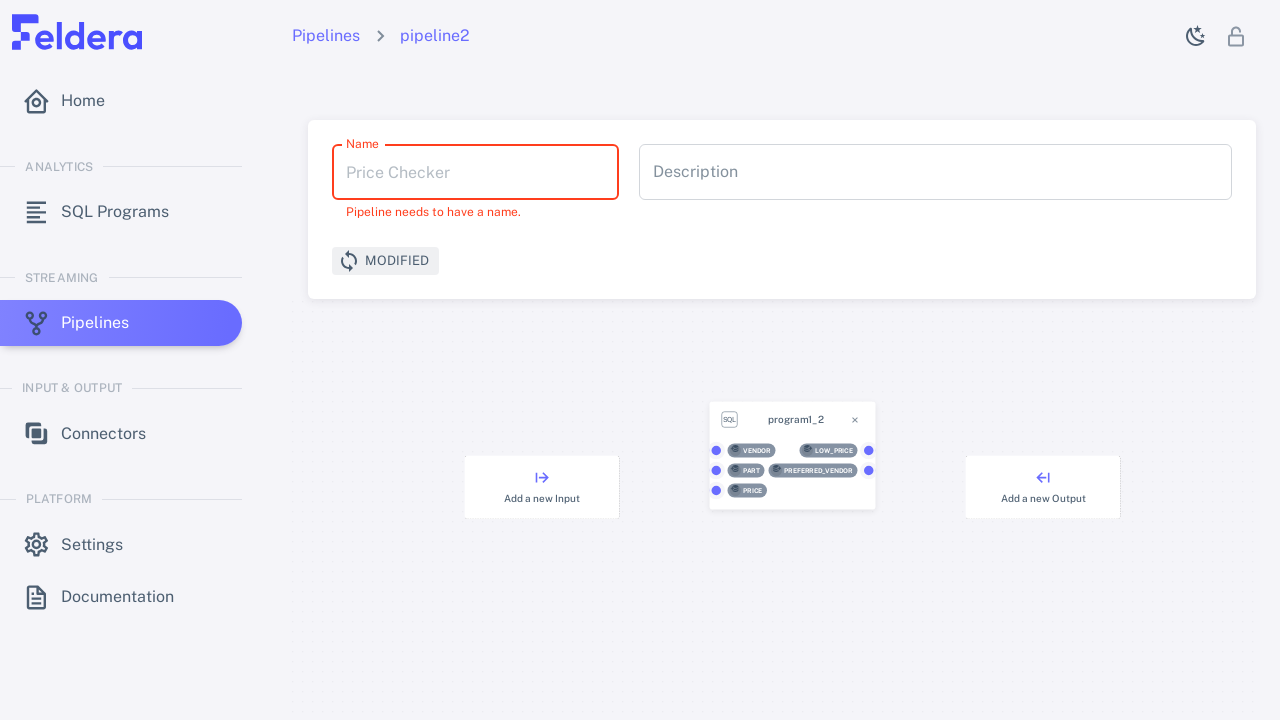 Feldera
Pipelines
pipeline2
Home
ANALYTICS
SQL Programs
STREAMING
Pipelines
INPUT & OUTPUT
Connectors
PLATFORM
Settings
Documentation
Name
Price Checker
Pipeline needs to have a name.
Description
MODIFIED
SQL
program1_2
VENDOR
LOW_PRICE
PART
PREFERRED_VENDOR
PRICE
Add a new Input
Add a new Output